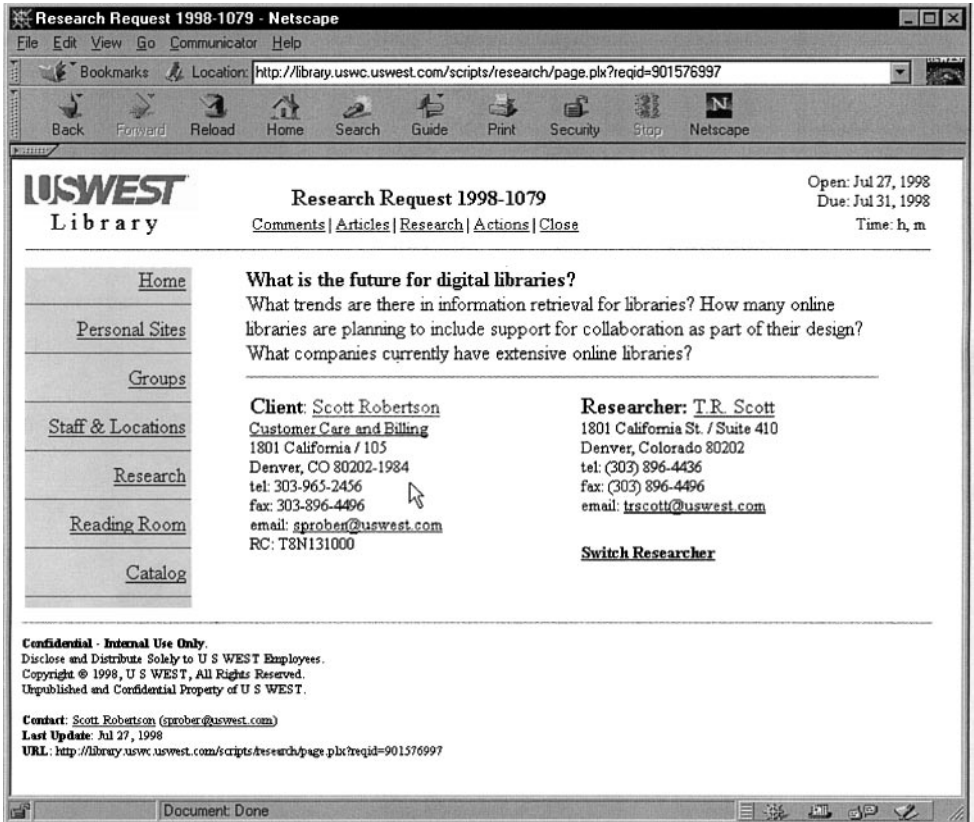 Research Request 1998-1079 - Netscape
File Edit View Go Communicator Help
Bookmarks Location: http://library.uswc.uswest.com/scripts/research/page.plx?reqid=901576997
Back Forward Reload Home Search Guide Print Security Stop Netscape
USWEST
Library
Research Request 1998-1079
Comments | Articles | Research | Actions | Close
Open: Jul 27, 1998
Due: Jul 31, 1998
Time: h, m
Home
Personal Sites
Groups
Staff & Locations
Research
Reading Room
Catalog
What is the future for digital libraries?
What trends are there in information retrieval for libraries? How many online
libraries are planning to include support for collaboration as part of their design?
What companies currently have extensive online libraries?
Client: Scott Robertson
Customer Care and Billing
1801 California / 105
Denver, CO 80202-1984
tel: 303-965-2456
fax: 303-896-4496
email: sprober@uswest.com
RC: T8N131000
Researcher: T.R. Scott
1801 California St. / Suite 410
Denver, Colorado 80202
tel: (303) 896-4436
fax: (303) 896-4496
email: trscott@uswest.com
Switch Researcher
Confidential - Internal Use Only.
Disclose and Distribute Solely to U S WEST Employees.
Copyright © 1998, U S WEST, All Rights Reserved.
Unpublished and Confidential Property of U S WEST.
Contact: Scott Robertson (sprober@uswest.com)
Last Update: Jul 27, 1998
URL: http://library.uswc.uswest.com/scripts/research/page.plx?reqid=901576997
Document: Done